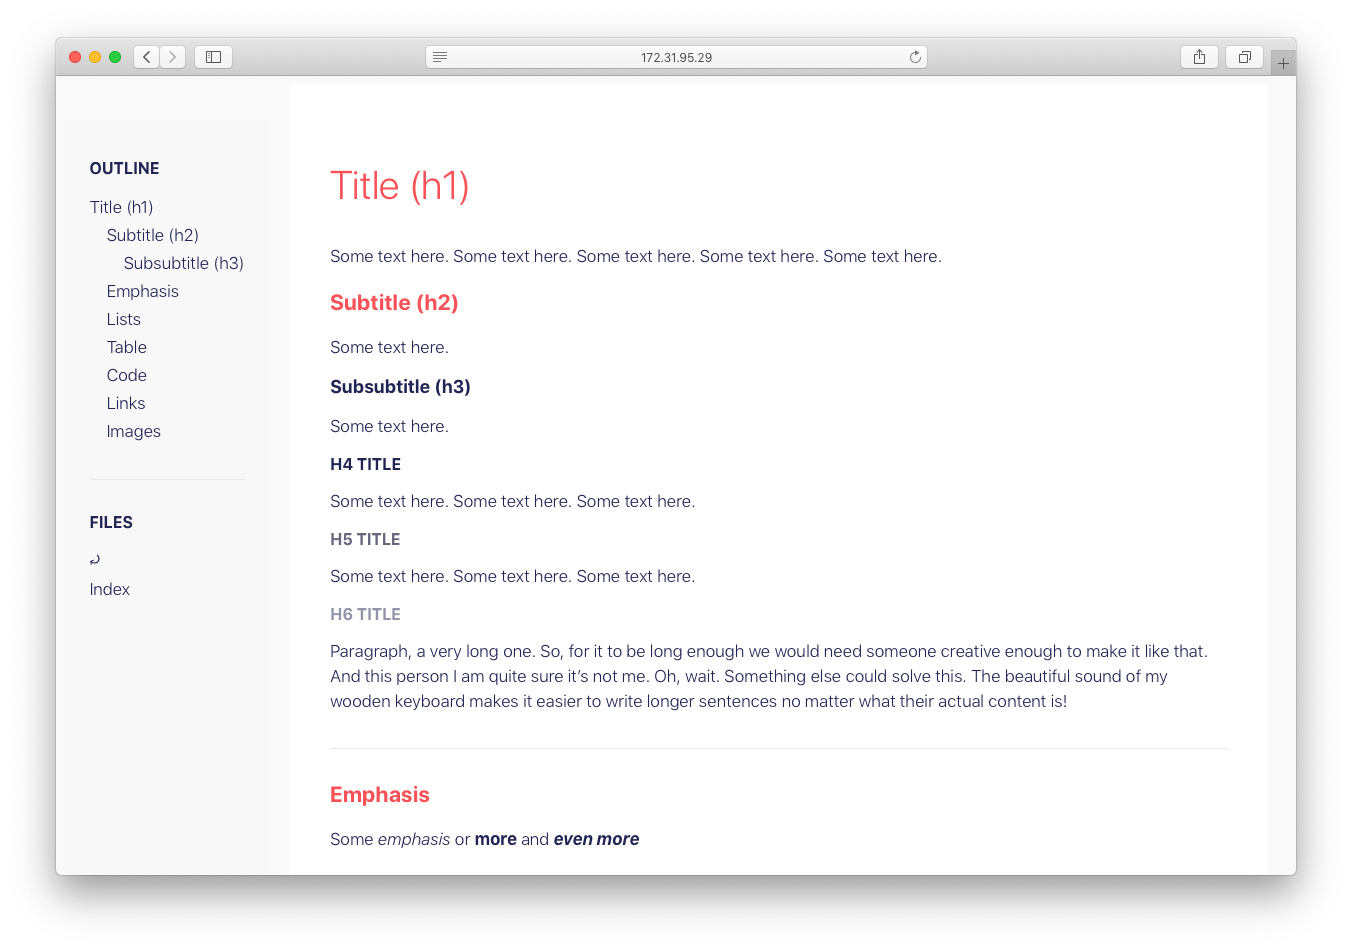 172.31.95.29
OUTLINE
Title (h1)
Subtitle (h2)
Subsubtitle (h3)
Emphasis
Lists
Table
Code
Links
Images
FILES
⤾
Index
Title (h1)
Some text here. Some text here. Some text here. Some text here. Some text here.
Subtitle (h2)
Some text here.
Subsubtitle (h3)
Some text here.
H4 TITLE
Some text here. Some text here. Some text here.
H5 TITLE
Some text here. Some text here. Some text here.
H6 TITLE
Paragraph, a very long one. So, for it to be long enough we would need someone creative enough to make it like that.
And this person I am quite sure it’s not me. Oh, wait. Something else could solve this. The beautiful sound of my
wooden keyboard makes it easier to write longer sentences no matter what their actual content is!
Emphasis
Some emphasis or more and even more